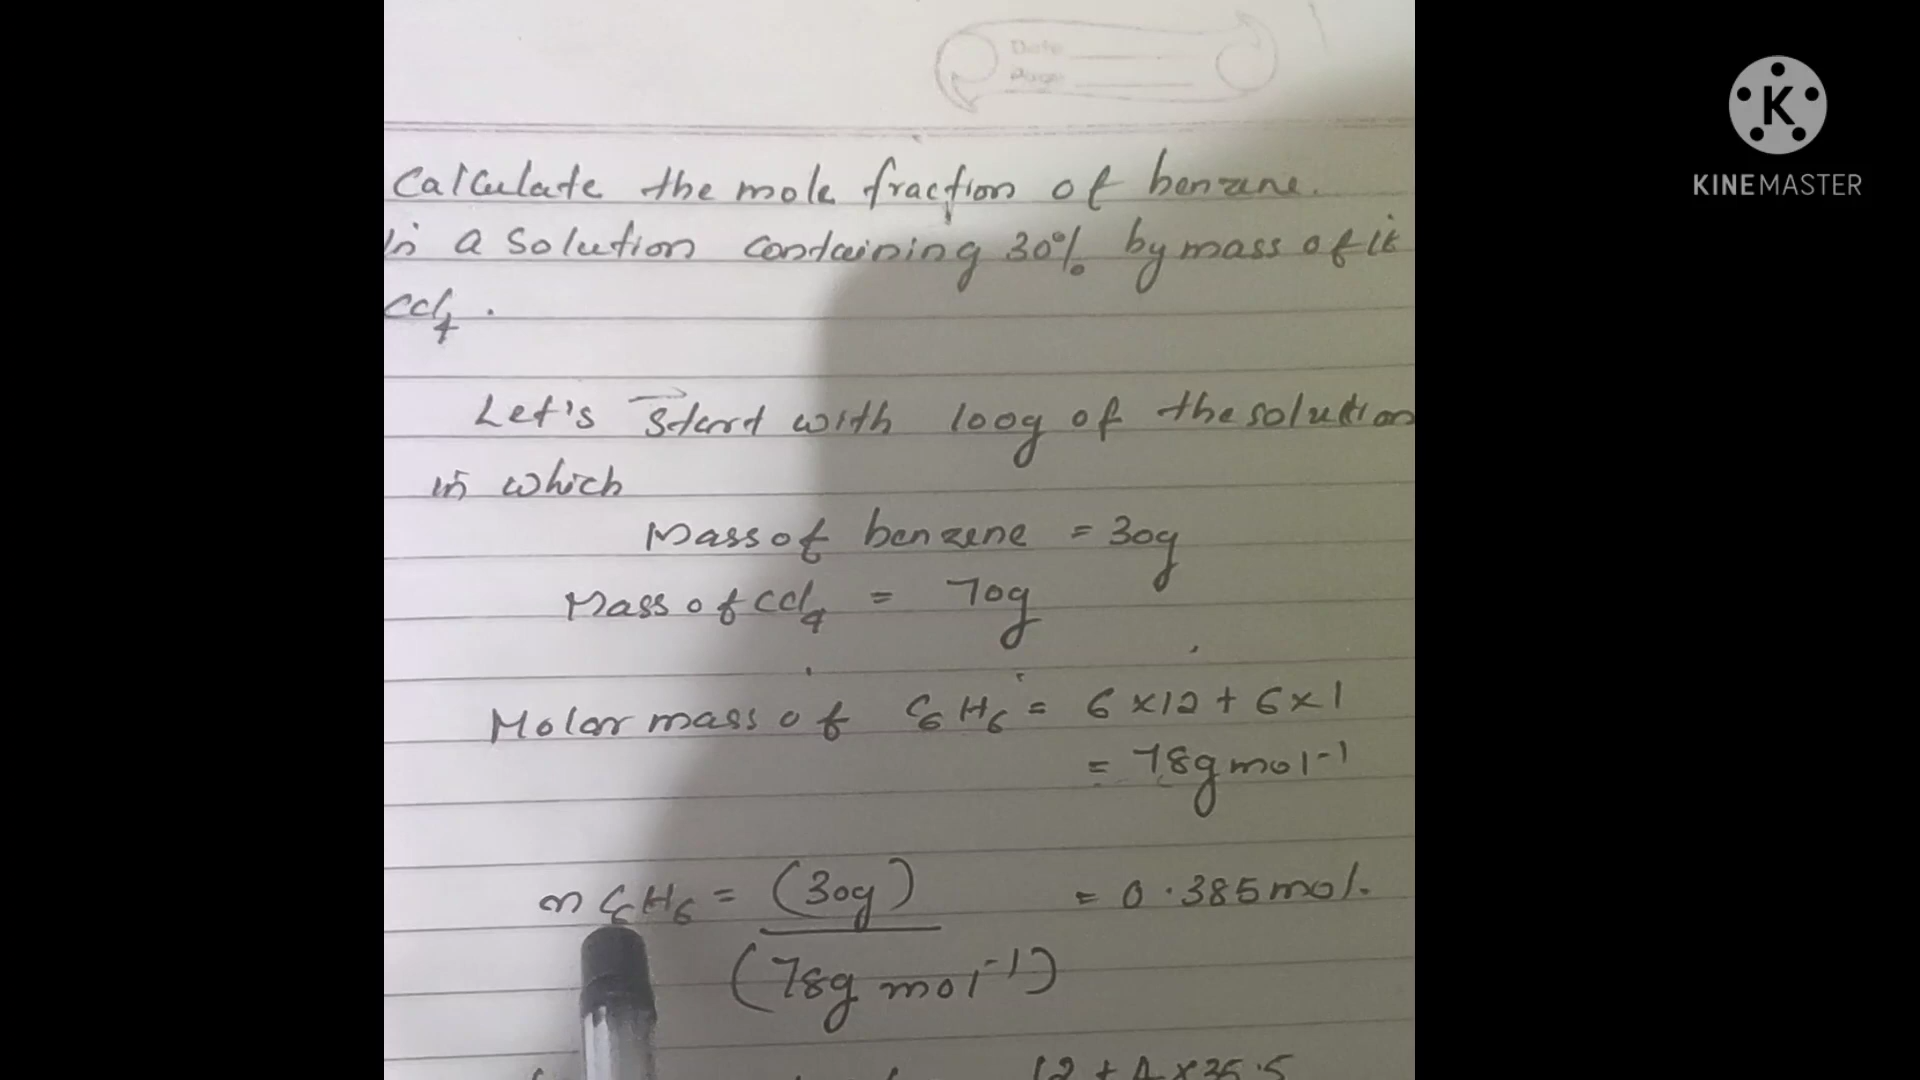 Date
Page
KINEMASTER
Calculate the mole fraction of benzene.
in a solution containing 30% by mass of it
CCl4.
Let's start with 100g of the solution
in which
Mass of benzene = 30g
Mass of CCl4 = 70g
Molar mass of C6H6 = 6×12+6×1
= 78g mol-1
n C6H6 = (30g) = 0.385mol.
(78g mol-1)
12 + 4×35.5